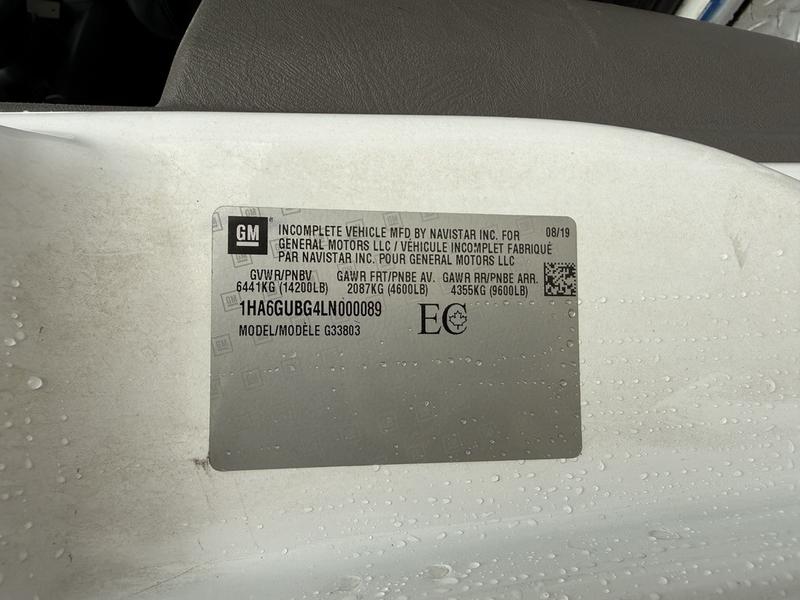 GM
INCOMPLETE VEHICLE MFD BY NAVISTAR INC. FOR 08/19
GENERAL MOTORS LLC / VÉHICULE INCOMPLET FABRIQUÉ
PAR NAVISTAR INC. POUR GENERAL MOTORS LLC
GVWR/PNBV GAWR FRT/PNBE AV. GAWR RR/PNBE ARR.
6441KG (14200LB) 2087KG (4600LB) 4355KG (9600LB)
1HA6GUBG4LN000089 EC
MODEL/MODÈLE G33803